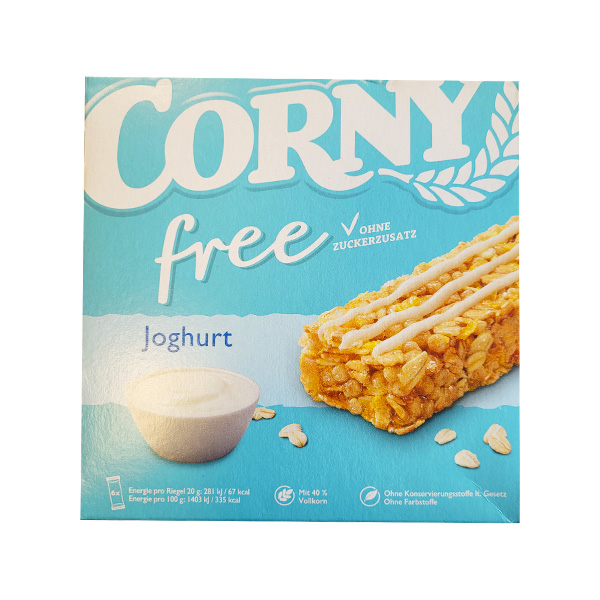 CORNY
free
OHNE
ZUCKERZUSATZ
Joghurt
6x
Energie pro Riegel 20 g: 281 kJ / 67 kcal
Energie pro 100 g: 1403 kJ / 335 kcal
Mit 40 %
Vollkorn
Ohne Konservierungsstoffe lt. Gesetz
Ohne Farbstoffe